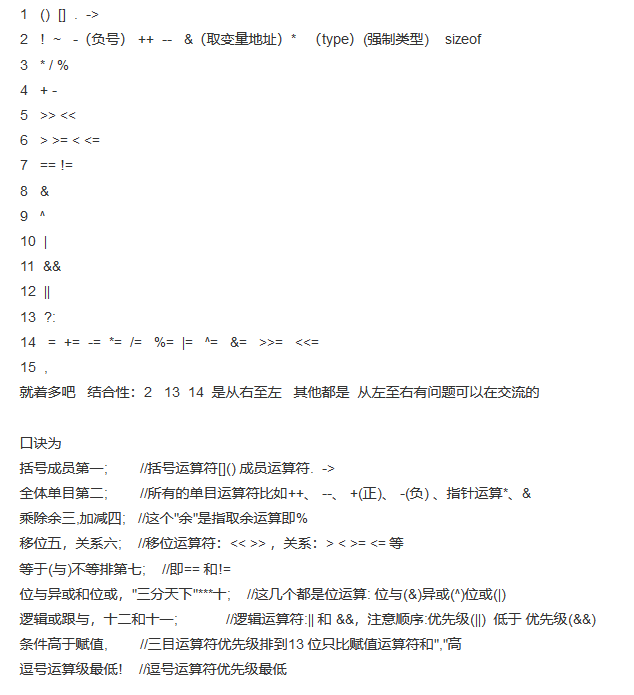 1 () [] . ->
2 ! ~ -（负号） ++ -- &（取变量地址）* （type）(强制类型） sizeof
3 * / %
4 + -
5 >> <<
6 > >= < <=
7 == !=
8 &
9 ^
10 |
11 &&
12 ||
13 ?:
14 = += -= *= /= %= |= ^= &= >>= <<=
15 ,
就着多吧 结合性：2 13 14 是从右至左 其他都是 从左至右有问题可以在交流的
口诀为
括号成员第一; //括号运算符[]() 成员运算符. ->
全体单目第二; //所有的单目运算符比如++、 --、 +(正)、 -(负) 、指针运算*、&
乘除余三,加减四; //这个"余"是指取余运算即%
移位五，关系六; //移位运算符：<< >> ，关系：> < >= <= 等
等于(与)不等排第七; //即== 和!=
位与异或和位或，"三分天下"***十; //这几个都是位运算: 位与(&)异或(^)位或(|)
逻辑或跟与，十二和十一; //逻辑运算符:|| 和 &&，注意顺序:优先级(||) 低于 优先级(&&)
条件高于赋值, //三目运算符优先级排到13 位只比赋值运算符和","高
逗号运算级最低! //逗号运算符优先级最低